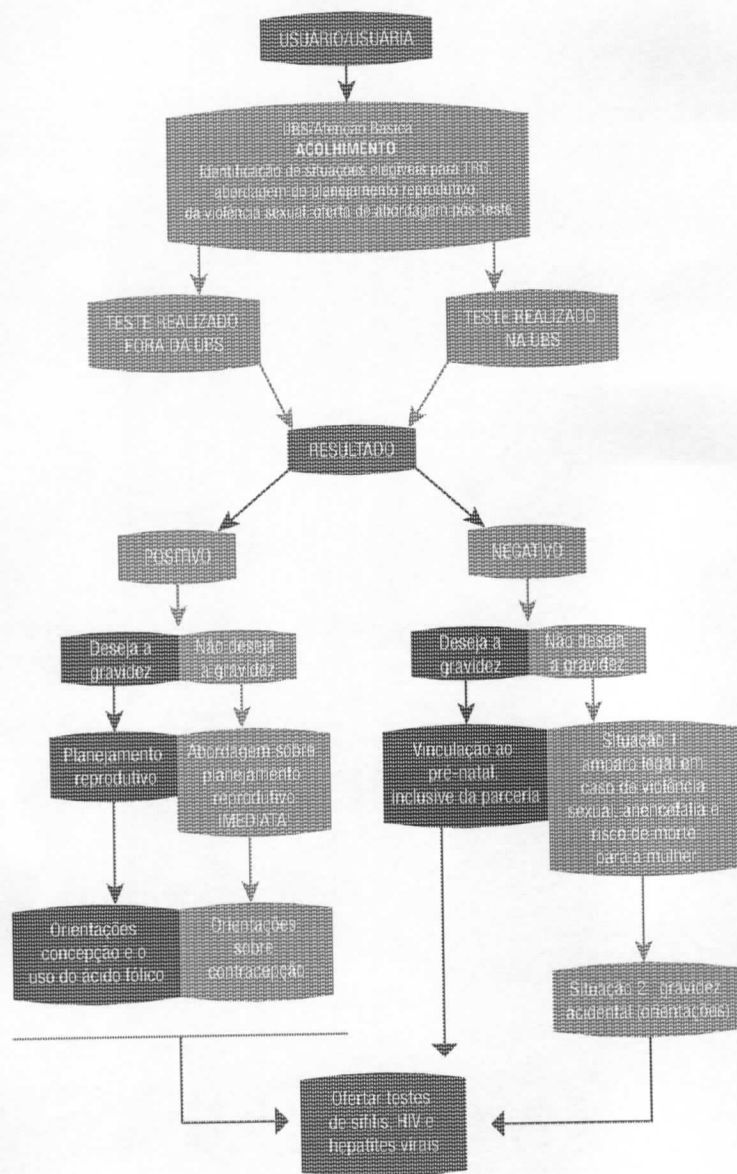 USUÁRIO/USUÁRIA
UBS/Atenção Básica
ACOLHIMENTO
Identificação de situações elegíveis para TRG,
abordagem do planejamento reprodutivo,
da violência sexual, oferta de abordagem pós-teste
TESTE REALIZADO
FORA DA UBS
TESTE REALIZADO
NA UBS
RESULTADO
POSITIVO
NEGATIVO
Deseja a
gravidez
Não deseja
a gravidez
Deseja a
gravidez
Não deseja
a gravidez
Planejamento
reprodutivo
Abordagem sobre
planejamento
reprodutivo
IMEDIATA
Vinculação ao
pré-natal,
inclusive da parceria
Situação 1
amparo legal em
caso de violência
sexual, anencefalia e
risco de morte
para a mulher
Orientações
concepção e o
uso do ácido fólico
Orientações
sobre
contracepção
Situação 2: gravidez
acidental (orientações)
Ofertar testes
de sífilis, HIV e
hepatites virais